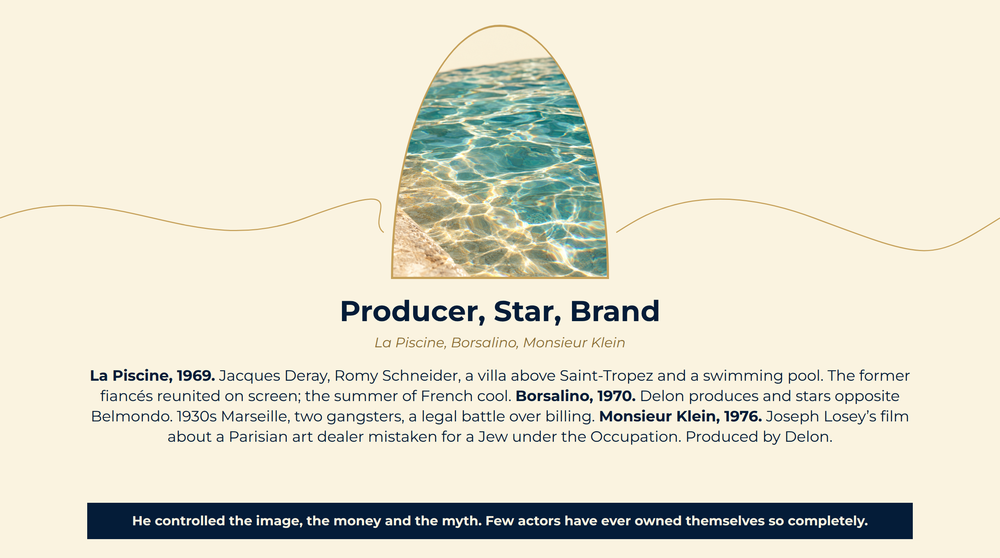 Producer, Star, Brand
La Piscine, Borsalino, Monsieur Klein
La Piscine, 1969. Jacques Deray, Romy Schneider, a villa above Saint-Tropez and a swimming pool. The former
fiancés reunited on screen; the summer of French cool. Borsalino, 1970. Delon produces and stars opposite
Belmondo. 1930s Marseille, two gangsters, a legal battle over billing. Monsieur Klein, 1976. Joseph Losey’s film
about a Parisian art dealer mistaken for a Jew under the Occupation. Produced by Delon.
He controlled the image, the money and the myth. Few actors have ever owned themselves so completely.